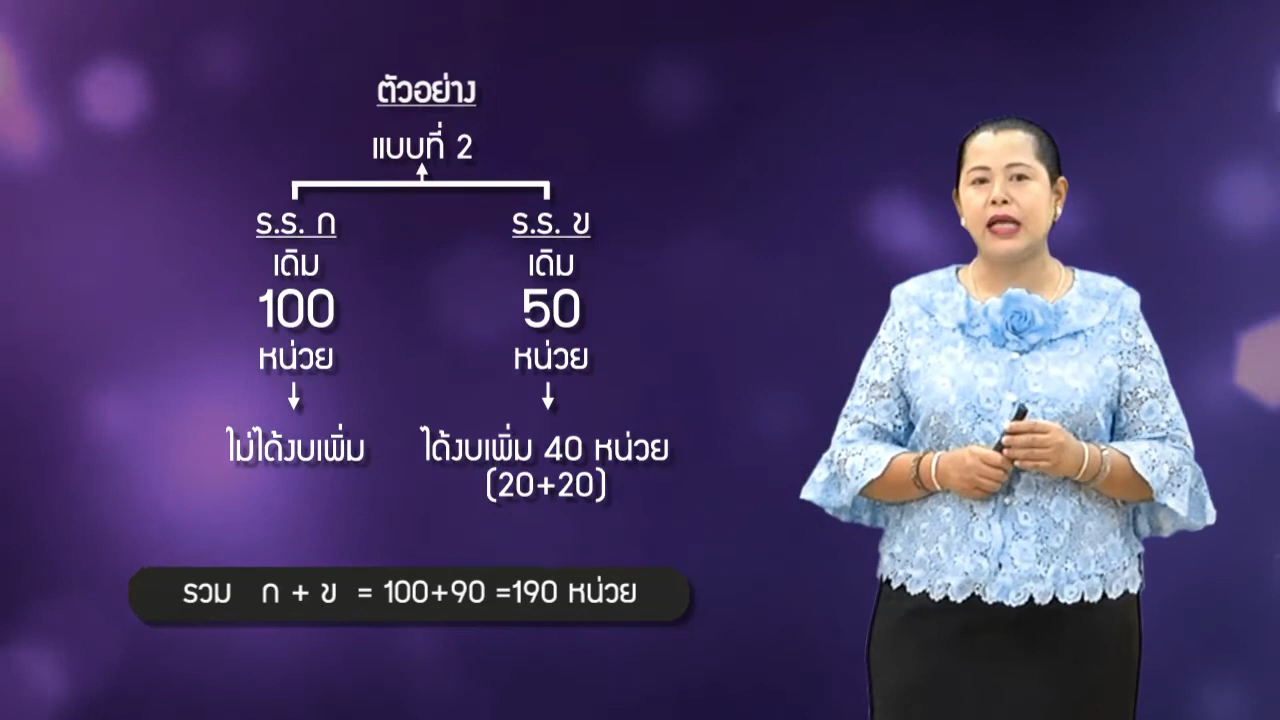 ตัวอย่าง
แบบที่ 2
ร.ร. ก
เดิม
100
หน่วย
ไม่ได้งบเพิ่ม
ร.ร. ข
เดิม
50
หน่วย
ได้งบเพิ่ม 40 หน่วย
(20+20)
รวม ก + ข = 100+90 =190 หน่วย